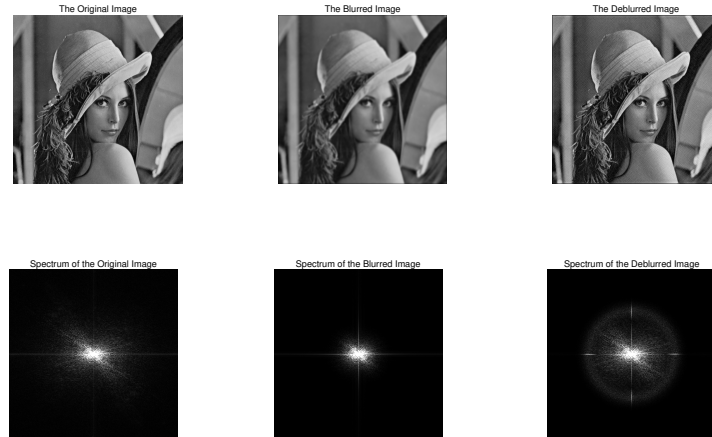 The Original Image
The Blurred Image
The Deblurred Image
Spectrum of the Original Image
Spectrum of the Blurred Image
Spectrum of the Deblurred Image